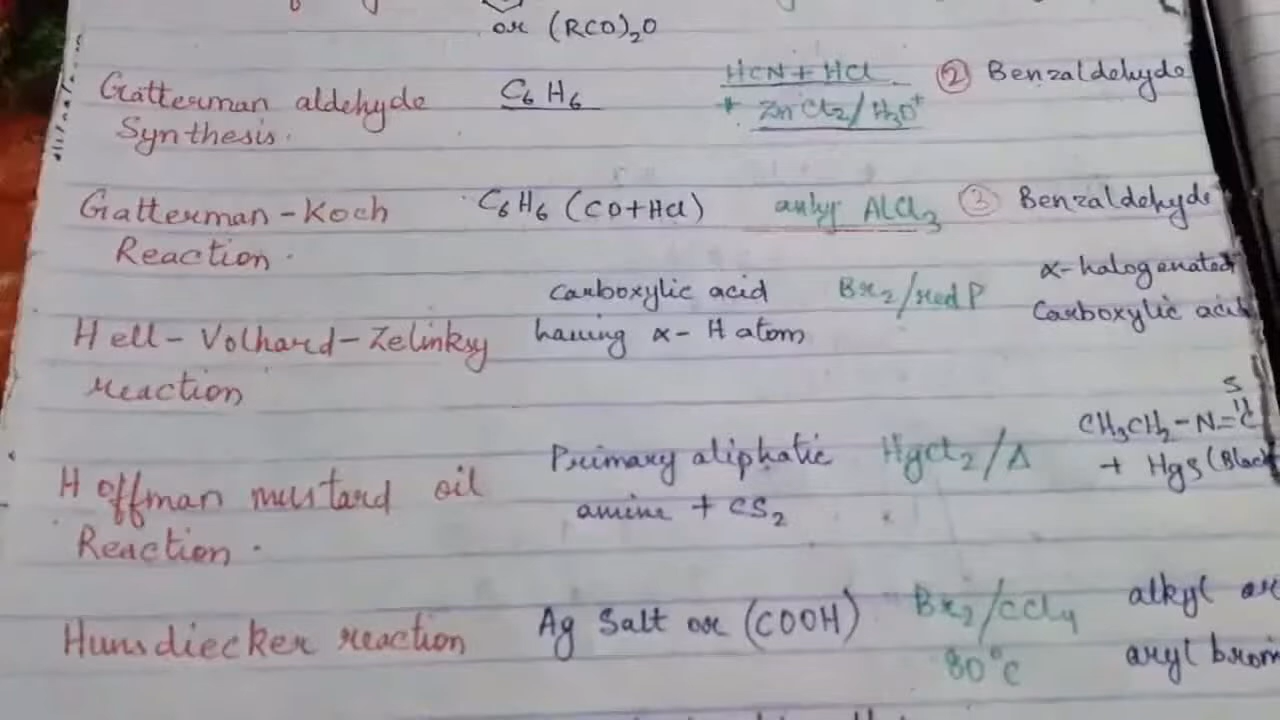 or (RCO)₂O
Gatterman aldehyde C₆H₆ HCN + HCl ② Benzaldehyde
Synthesis. + ZnCl₂/H₃O⁺
Gatterman-Koch C₆H₆ (CO+HCl) anhy AlCl₃ ③ Benzaldehyde
Reaction.
carboxylic acid Br₂/red P α-halogenated
Hell-Volhard-Zelinksy having α-H atom Carboxylic acid
reaction
S
CH₃CH₂-N=C
Primary aliphatic HgCl₂/Δ + HgS (Black
Hoffman mustard oil amine + CS₂
Reaction.
Hunsdiecker reaction Ag Salt or (COOH) Br₂/CCl₄ alkyl or
80°C aryl brom